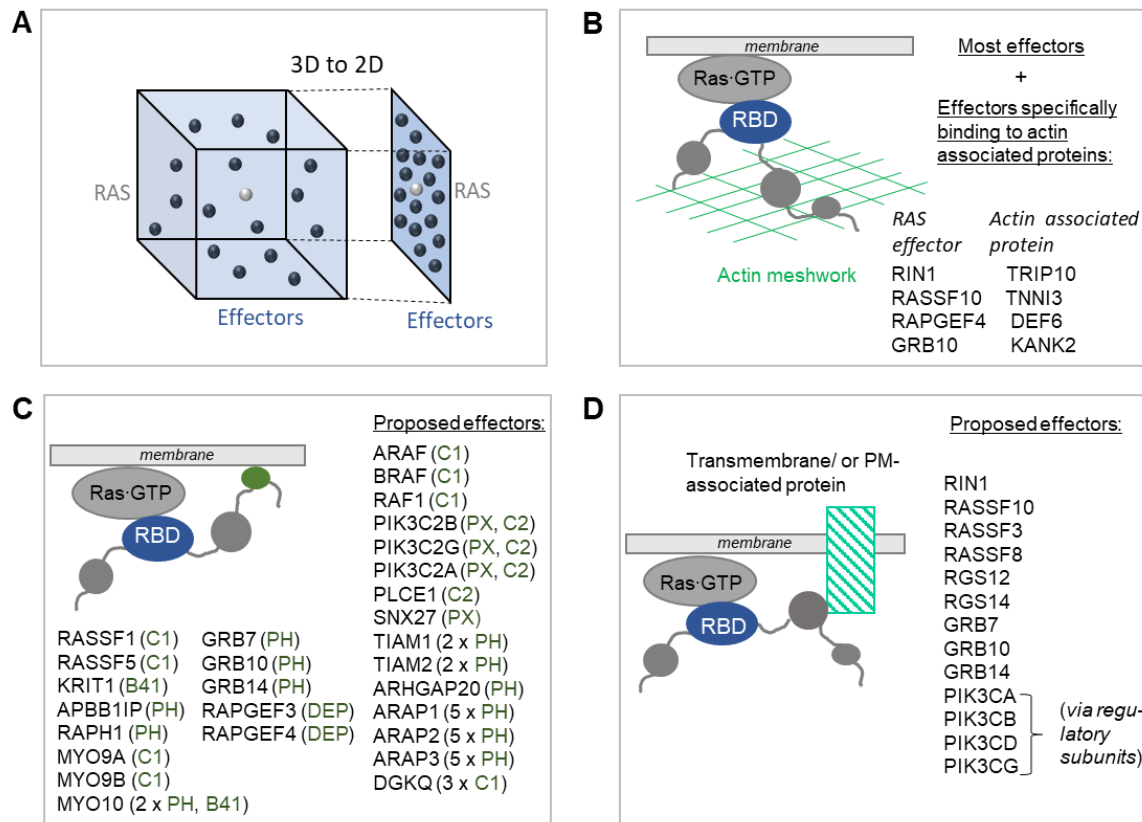 A
3D to 2D
RAS
RAS
Effectors
Effectors
B
membrane
Ras·GTP
RBD
Actin meshwork
Most effectors
+
Effectors specifically
binding to actin
associated proteins:
RAS Actin associated
effector protein
RIN1 TRIP10
RASSF10 TNNI3
RAPGEF4 DEF6
GRB10 KANK2
C
membrane
Ras·GTP
RBD
Proposed effectors:
ARAF (C1)
BRAF (C1)
RAF1 (C1)
PIK3C2B (PX, C2)
PIK3C2G (PX, C2)
PIK3C2A (PX, C2)
PLCE1 (C2)
SNX27 (PX)
TIAM1 (2 x PH)
TIAM2 (2 x PH)
ARHGAP20 (PH)
ARAP1 (5 x PH)
ARAP2 (5 x PH)
ARAP3 (5 x PH)
DGKQ (3 x C1)
RASSF1 (C1) GRB7 (PH)
RASSF5 (C1) GRB10 (PH)
KRIT1 (B41) GRB14 (PH)
APBB1IP (PH) RAPGEF3 (DEP)
RAPH1 (PH) RAPGEF4 (DEP)
MYO9A (C1)
MYO9B (C1)
MYO10 (2 x PH, B41)
D
Transmembrane/ or PM-
associated protein
membrane
Ras·GTP
RBD
Proposed effectors:
RIN1
RASSF10
RASSF3
RASSF8
RGS12
RGS14
GRB7
GRB10
GRB14
PIK3CA
PIK3CB
PIK3CD
PIK3CG
(via regu-
latory
subunits)